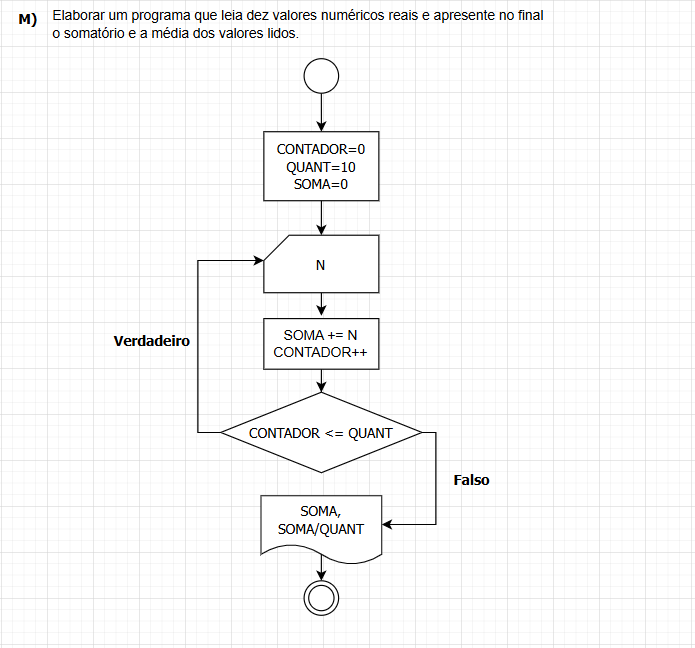 M) Elaborar um programa que leia dez valores numéricos reais e apresente no final
o somatório e a média dos valores lidos.
CONTADOR=0
QUANT=10
SOMA=0
N
SOMA += N
CONTADOR++
Verdadeiro
CONTADOR <= QUANT
Falso
SOMA,
SOMA/QUANT